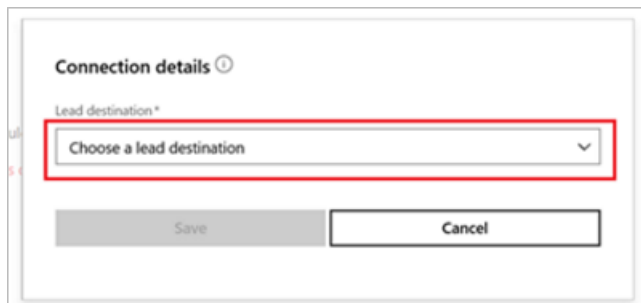 Connection details
Lead destination*
Choose a lead destination
Save
Cancel